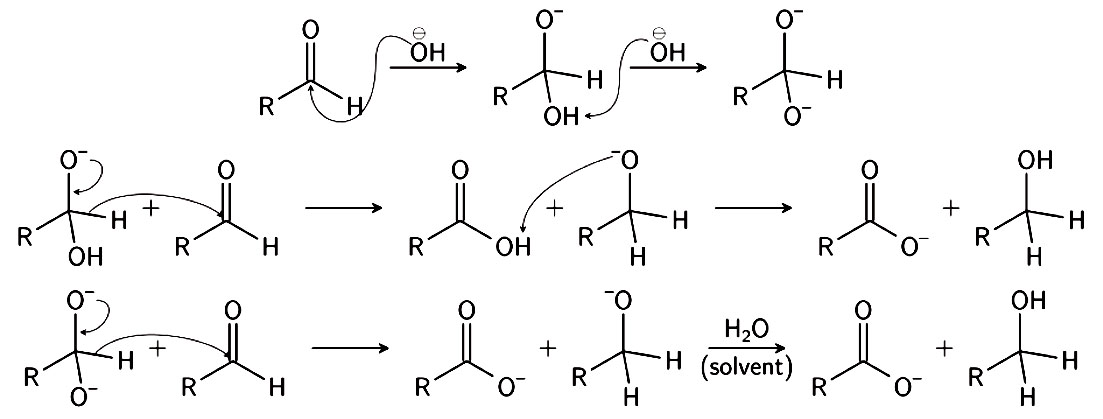 O O⁻ O⁻
⊖OH ⊖OH
R H R H R H
OH O⁻
O⁻ O O ⁻O O OH
H + + H + H
R R H R OH R H R O⁻ R H
OH
O⁻ O O ⁻O O OH
H + + H H₂O + H
R R H R O⁻ R H (solvent) R O⁻ R H
O⁻